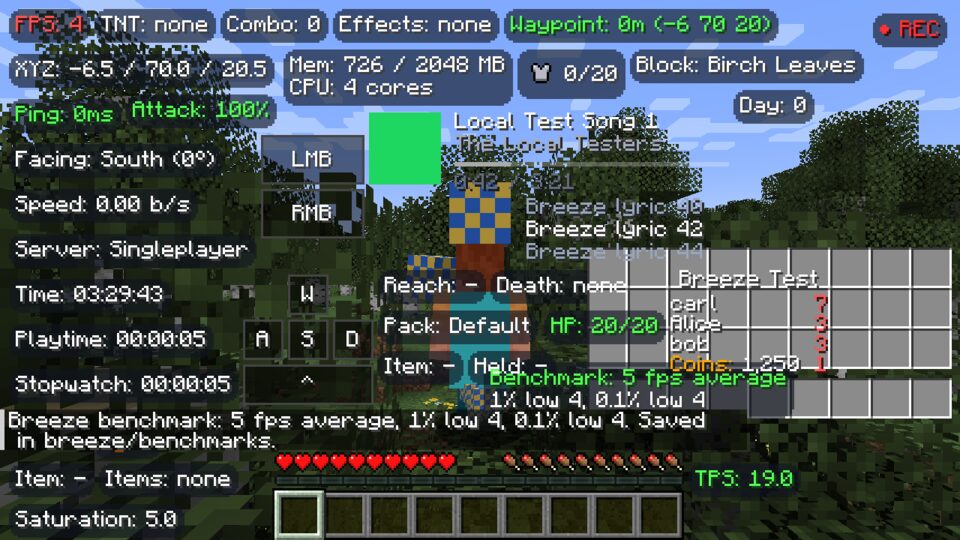 FPS: 4 TNT: none Combo: 0 Effects: none Waypoint: 0m (-6 70 20) REC
XYZ: -6.5 / 70.0 / 20.5
Mem: 726 / 2048 MB
CPU: 4 cores
0/20
Block: Birch Leaves
Ping: 0ms Attack: 100%
Day: 0
Local Test Song 1
The Local Testers
Facing: South (0°)
LMB
Speed: 0.00 b/s
RMB
Breeze lyric
Breeze lyric 42
Breeze lyric 44
Server: Singleplayer
Time: 03:29:43
W
Reach: - Death: none
Breeze Test
carl 7
Alice 3
bob 3
Coins: 1,250 1
Playtime: 00:00:05
A S D
Pack: Default HP: 20/20
Item: - Held: -
Stopwatch: 00:00:05
^
Benchmark: 5 fps average
1% low 4, 0.1% low 4
Breeze benchmark: 5 fps average, 1% low 4, 0.1% low 4. Saved
in breeze/benchmarks.
Item: - Items: none
TPS: 19.0
Saturation: 5.0